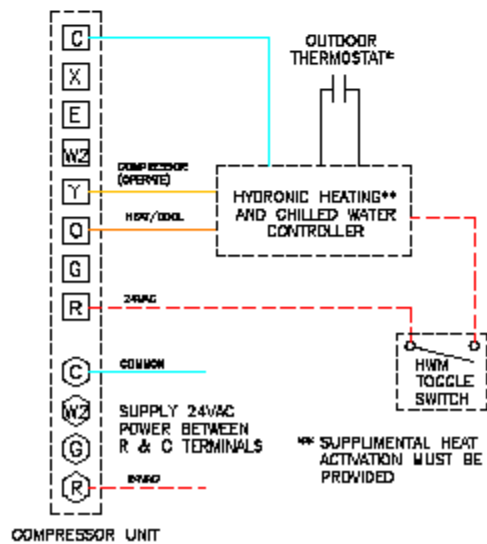 C
X
E
W2
Y
O
G
R
COMPRESSOR
(OPERATE)
HEAT/COOL
24VAC
OUTDOOR
THERMOSTAT*
HYDRONIC HEATING**
AND CHILLED WATER
CONTROLLER
HWM
TOGGLE
SWITCH
C
W2
G
R
COMMON
SUPPLY 24VAC
POWER BETWEEN
R & C TERMINALS
** SUPPLIMENTAL HEAT
ACTIVATION MUST BE
PROVIDED
COMPRESSOR UNIT